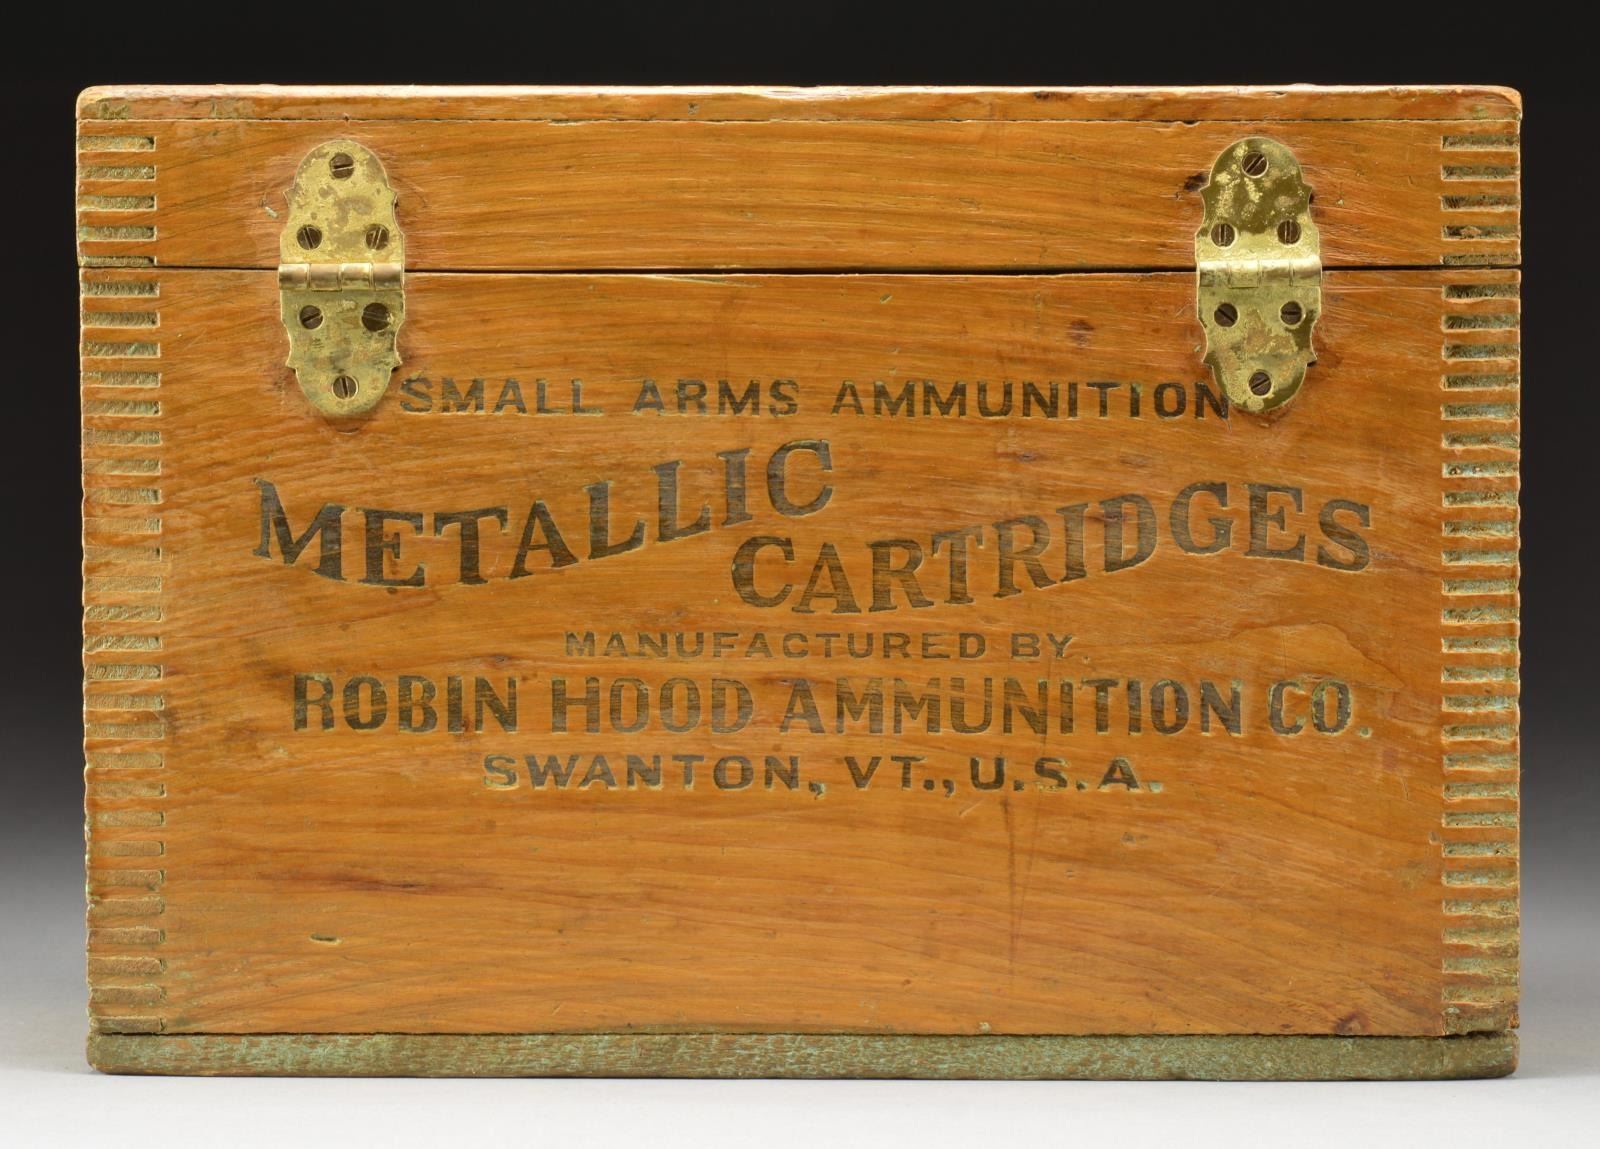 SMALL ARMS AMMUNITION
METALLIC
CARTRIDGES
MANUFACTURED BY
ROBIN HOOD AMMUNITION CO.
SWANTON, VT., U.S.A.